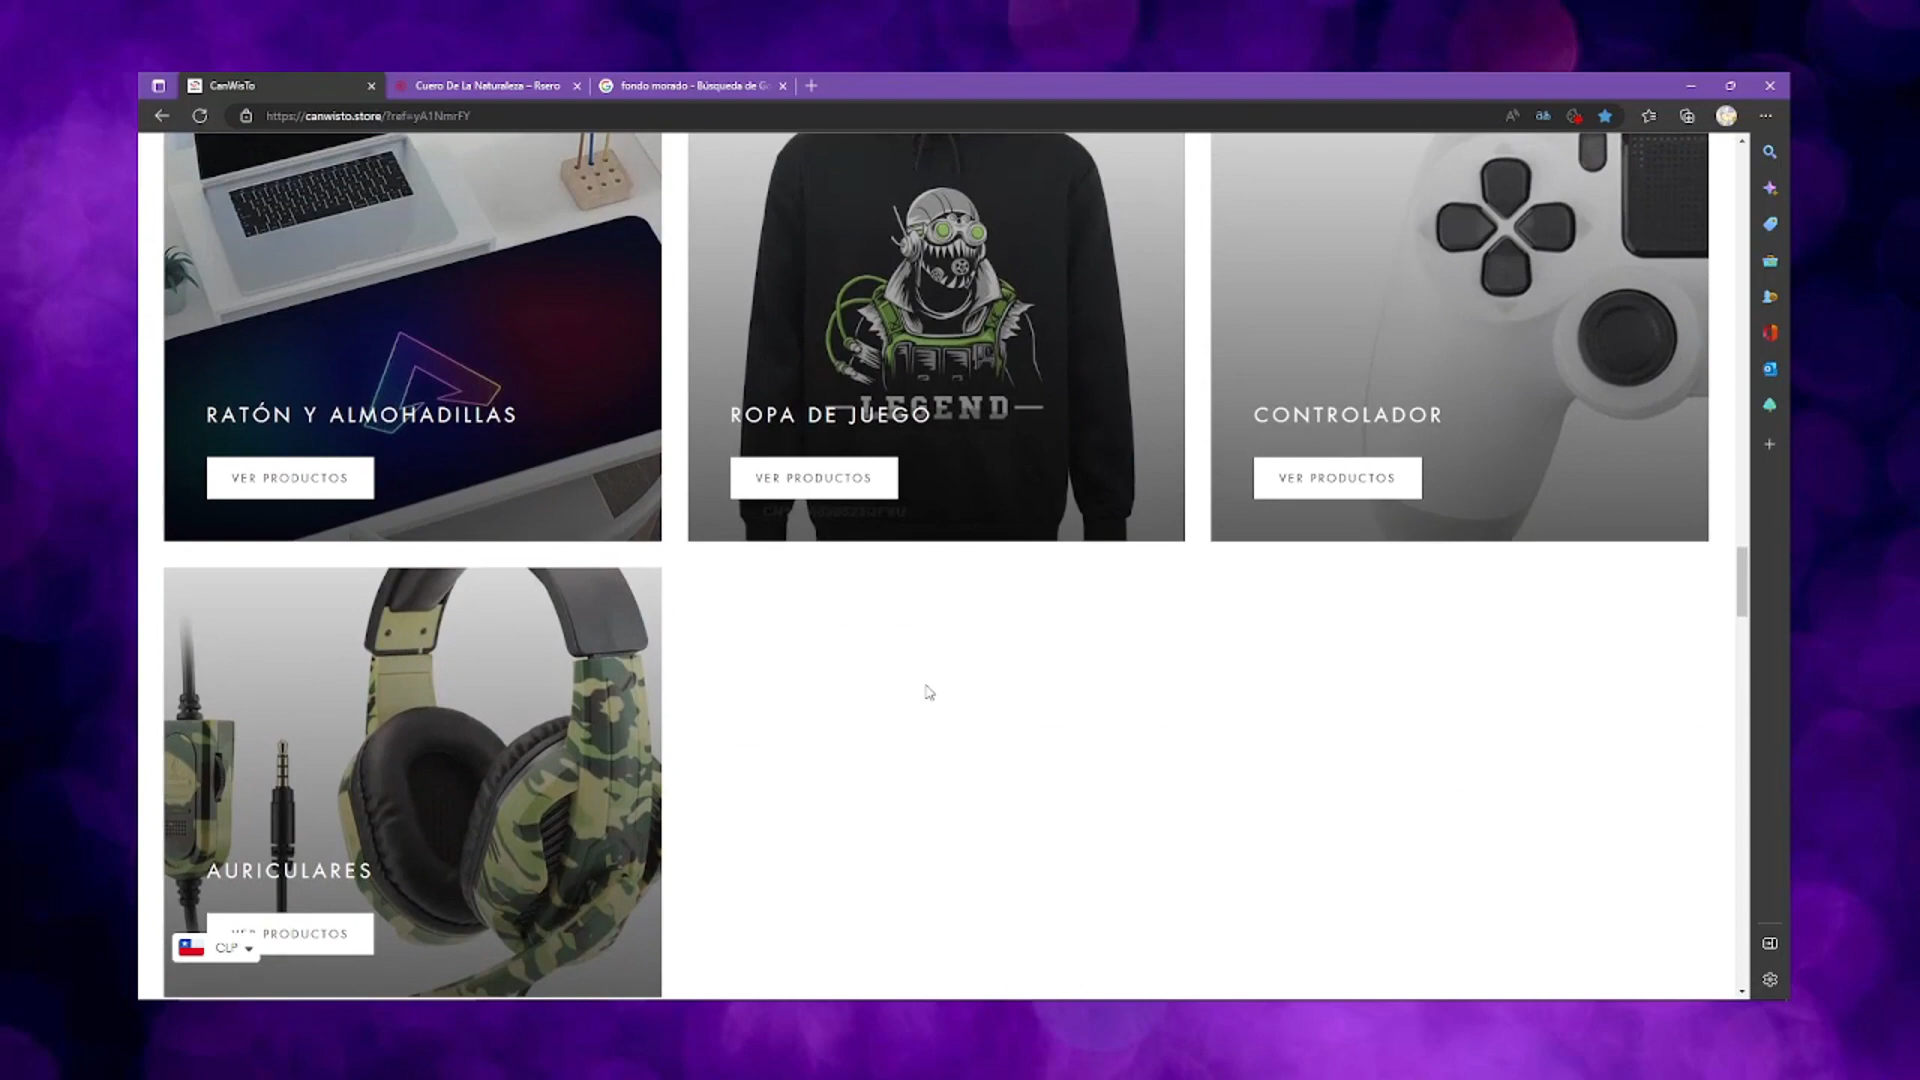 CanWisTo
Cuero De La Naturaleza – Rsero
fondo morado - Búsqueda de G
https://canwisto.store/?ref=yA1NmrFY
LEGEND
RATÓN Y ALMOHADILLAS
ROPA DE JUEGO
CONTROLADOR
VER PRODUCTOS
VER PRODUCTOS
VER PRODUCTOS
AURICULARES
VER PRODUCTOS
CLP